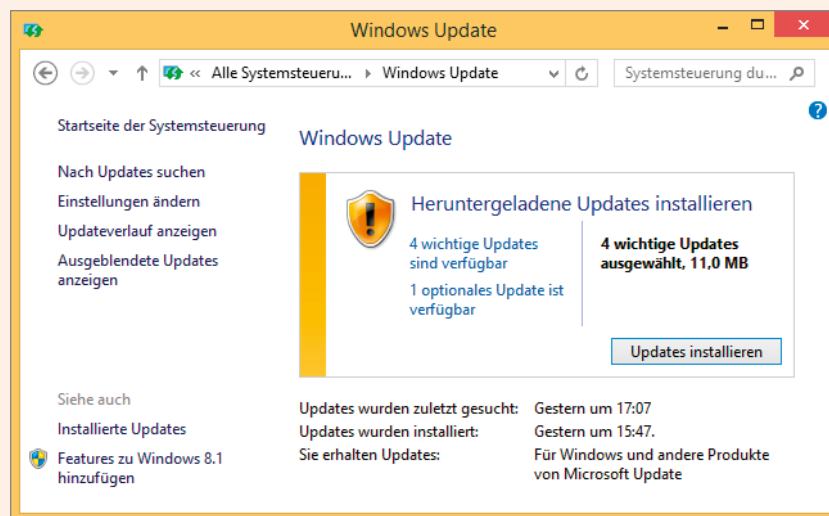 Windows Update
« Alle Systemsteueru... Windows Update
Systemsteuerung du...
?
Startseite der Systemsteuerung
Nach Updates suchen
Einstellungen ändern
Updateverlauf anzeigen
Ausgeblendete Updates
anzeigen
Siehe auch
Installierte Updates
Features zu Windows 8.1
hinzufügen
Windows Update
Heruntergeladene Updates installieren
4 wichtige Updates
sind verfügbar
1 optionales Update ist
verfügbar
4 wichtige Updates
ausgewählt, 11,0 MB
Updates installieren
Updates wurden zuletzt gesucht: Gestern um 17:07
Updates wurden installiert: Gestern um 15:47.
Sie erhalten Updates: Für Windows und andere Produkte
von Microsoft Update